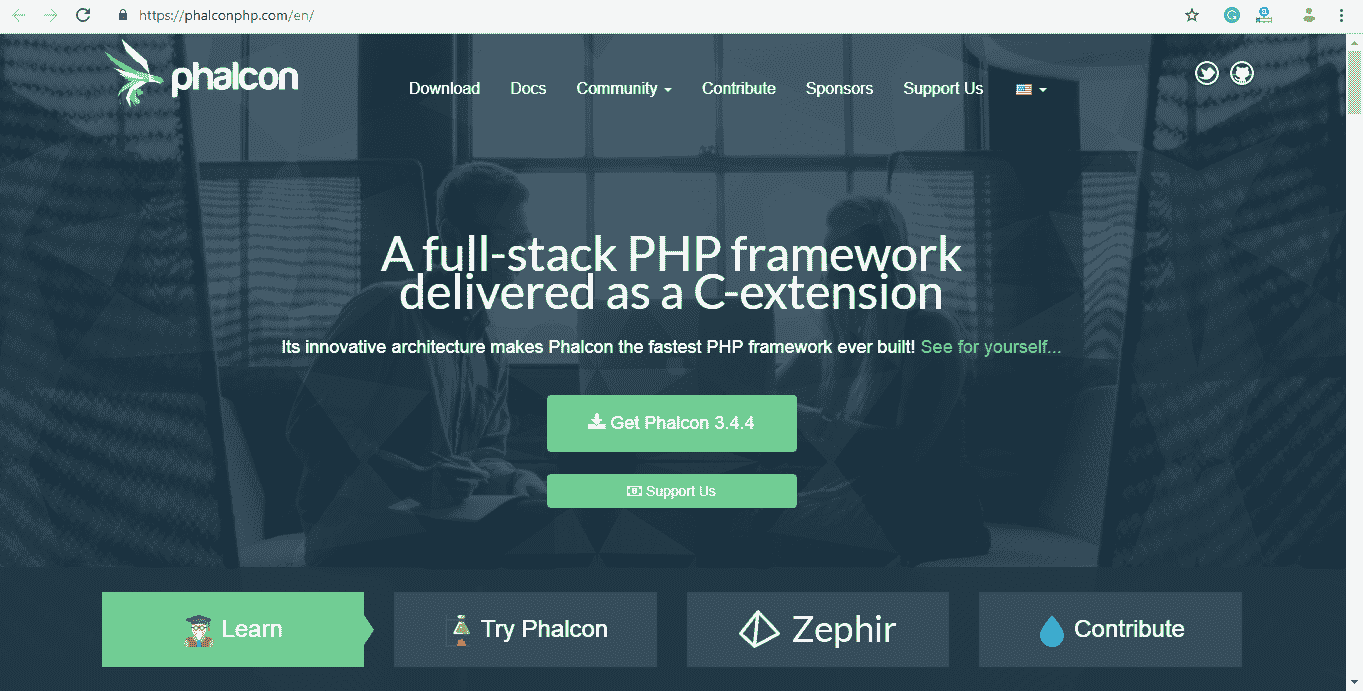 https://phalconphp.com/en/
phalcon
Download Docs Community Contribute Sponsors Support Us
A full-stack PHP framework
delivered as a C-extension
Its innovative architecture makes Phalcon the fastest PHP framework ever built! See for yourself...
Get Phalcon 3.4.4
Support Us
Learn Try Phalcon Zephir Contribute